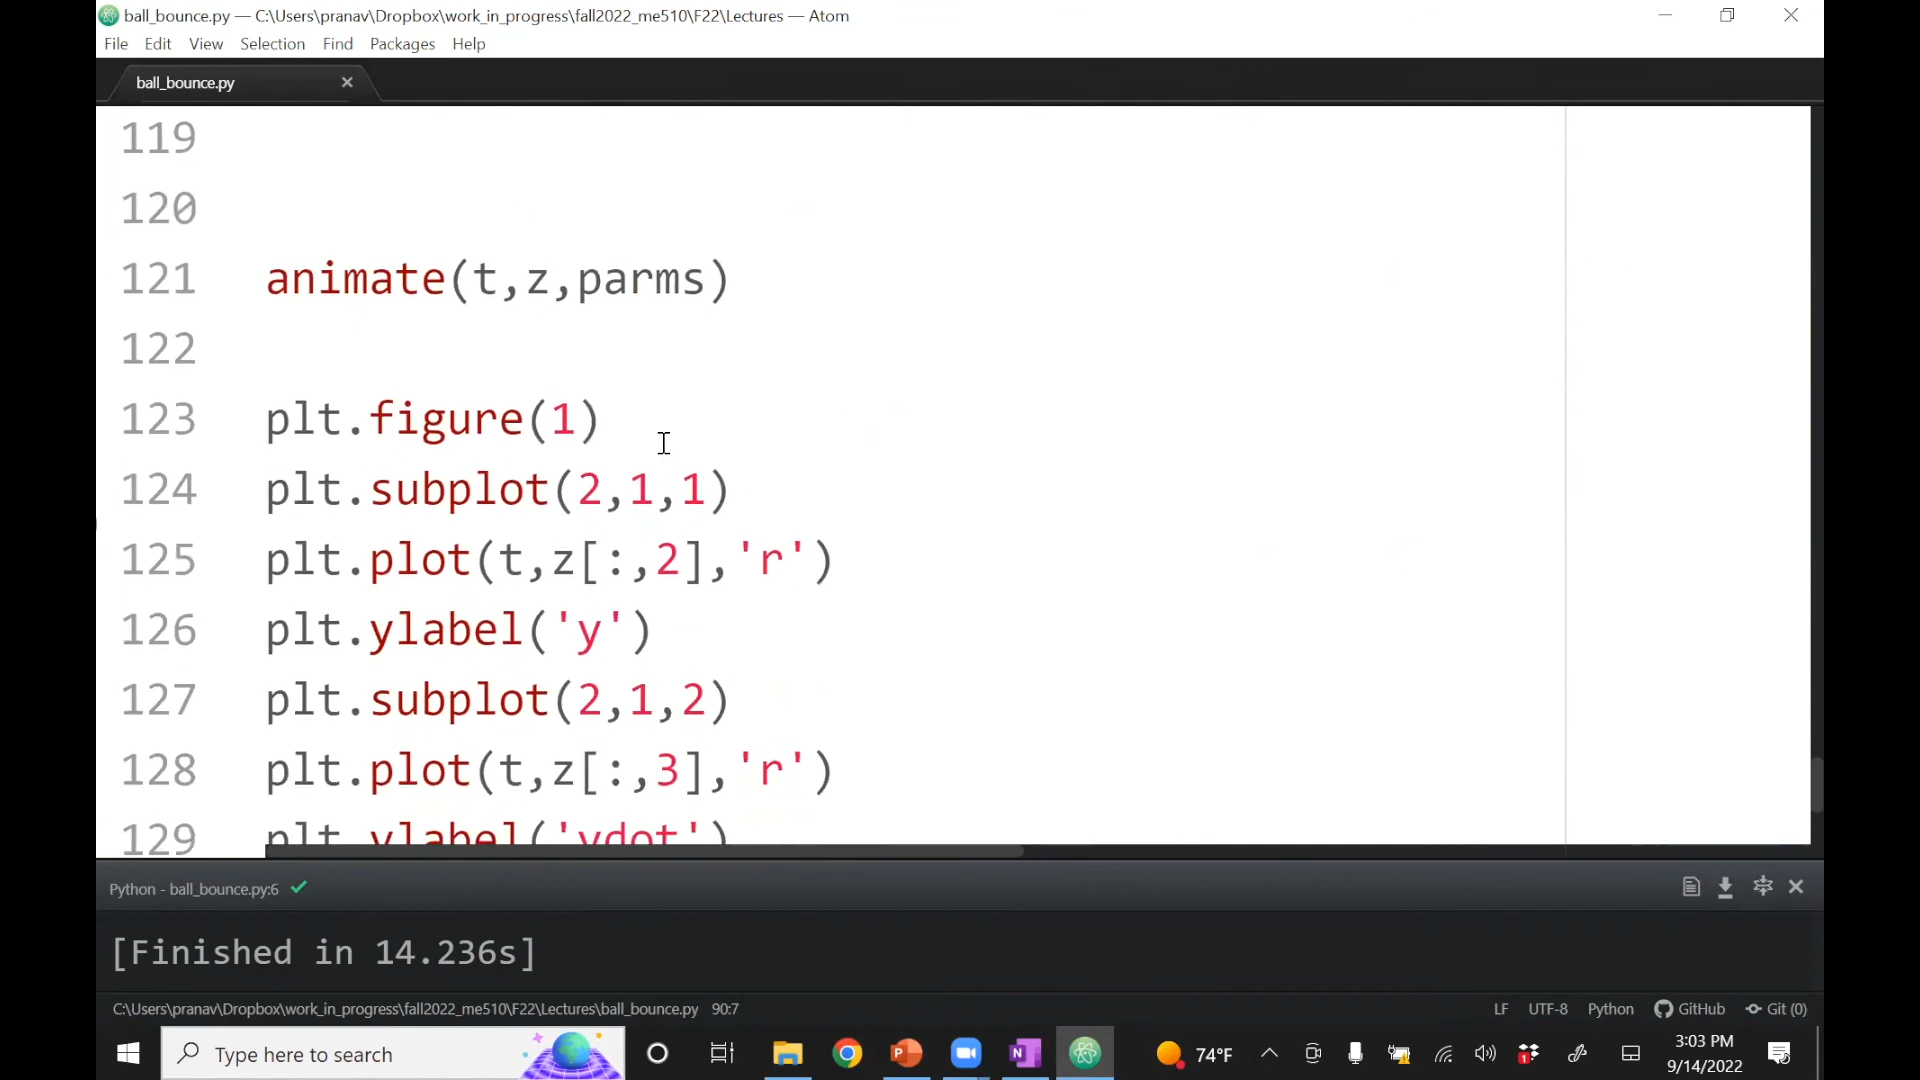 ball_bounce.py — C:\Users\pranav\Dropbox\work_in_progress\fall2022_me510\F22\Lectures — Atom
File Edit View Selection Find Packages Help
ball_bounce.py
119
120
121 animate(t,z,parms)
122
123 plt.figure(1)
124 plt.subplot(2,1,1)
125 plt.plot(t,z[:,2],'r')
126 plt.ylabel('y')
127 plt.subplot(2,1,2)
128 plt.plot(t,z[:,3],'r')
129 plt.ylabel('ydot')
Python - ball_bounce.py:6
[Finished in 14.236s]
C:\Users\pranav\Dropbox\work_in_progress\fall2022_me510\F22\Lectures\ball_bounce.py 90:7 LF UTF-8 Python GitHub Git (0)
Type here to search 74°F 3:03 PM
9/14/2022